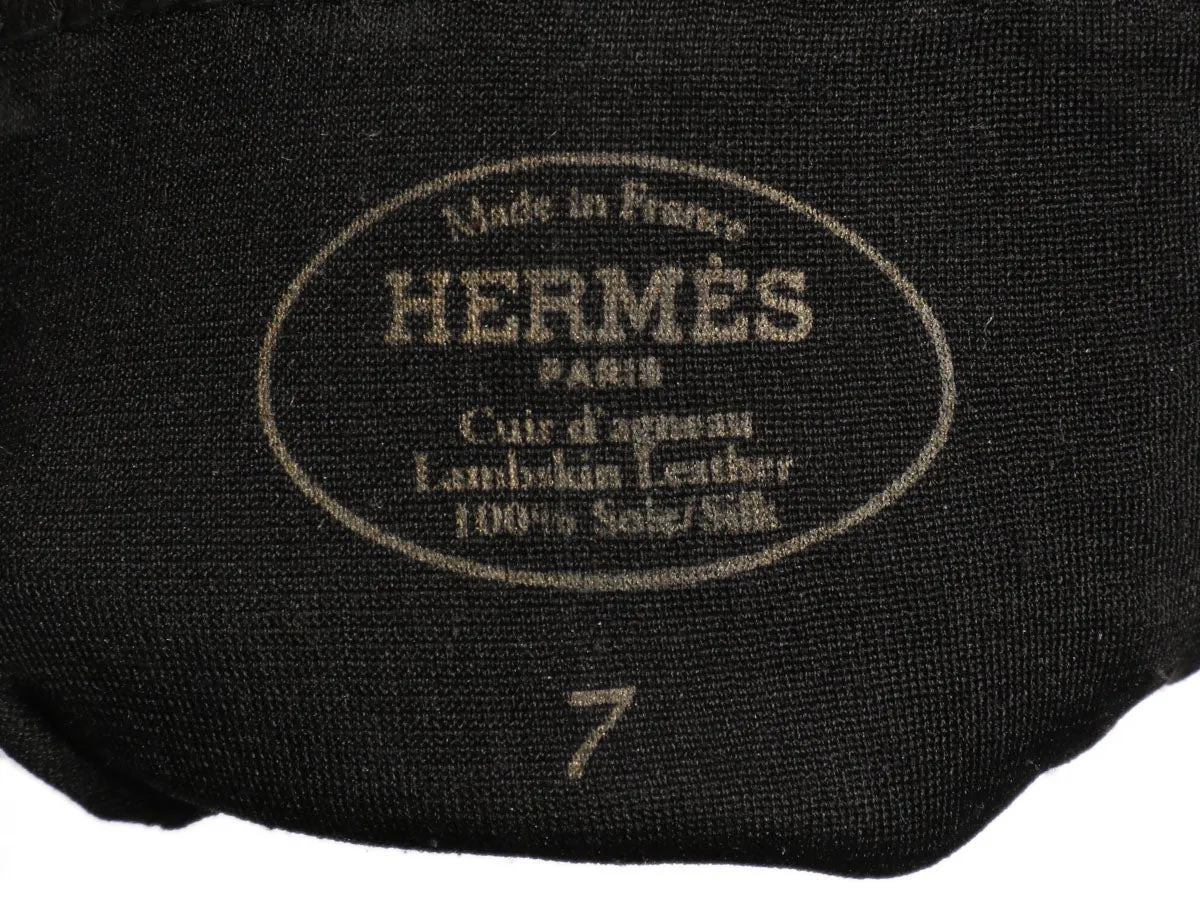 Made in France
HERMÈS
PARIS
Cuir d'agneau
Lambskin Leather
100% Soie/Silk
7